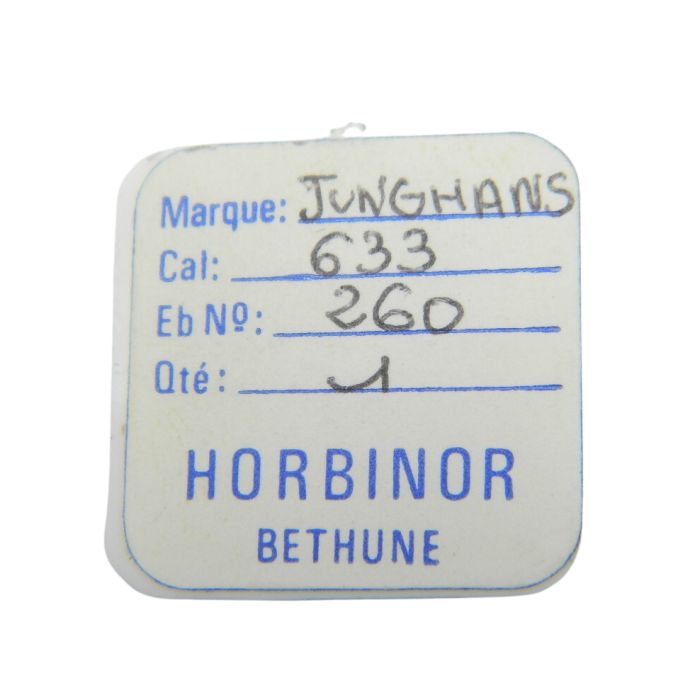 Marque: JUNGHANS
Cal: 633
Eb Nº: 260
Qté: 1
HORBINOR
BETHUNE